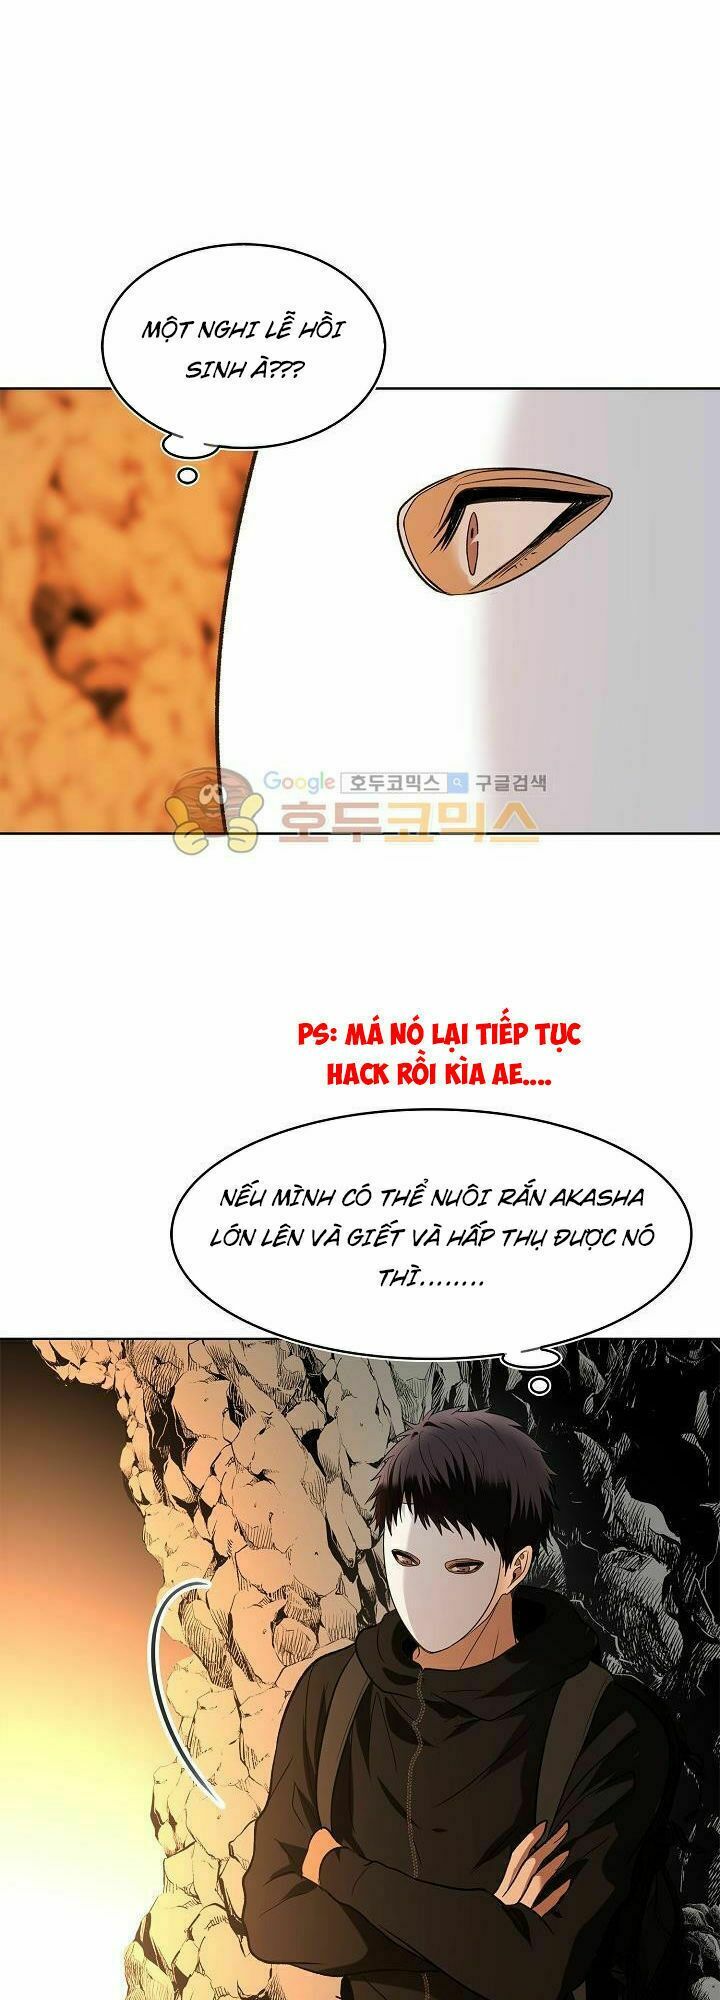 MỘT NGHI LỄ HỒI
SINH À???
Google 호두코믹스 구글검색
호두코믹스
PS: MÁ NÓ LẠI TIẾP TỤC
HACK RỒI KÌA AE....
NẾU MÌNH CÓ THỂ NUÔI RẮN AKASHA
LỚN LÊN VÀ GIẾT VÀ HẤP THỤ ĐƯỢC NÓ
THÌ........